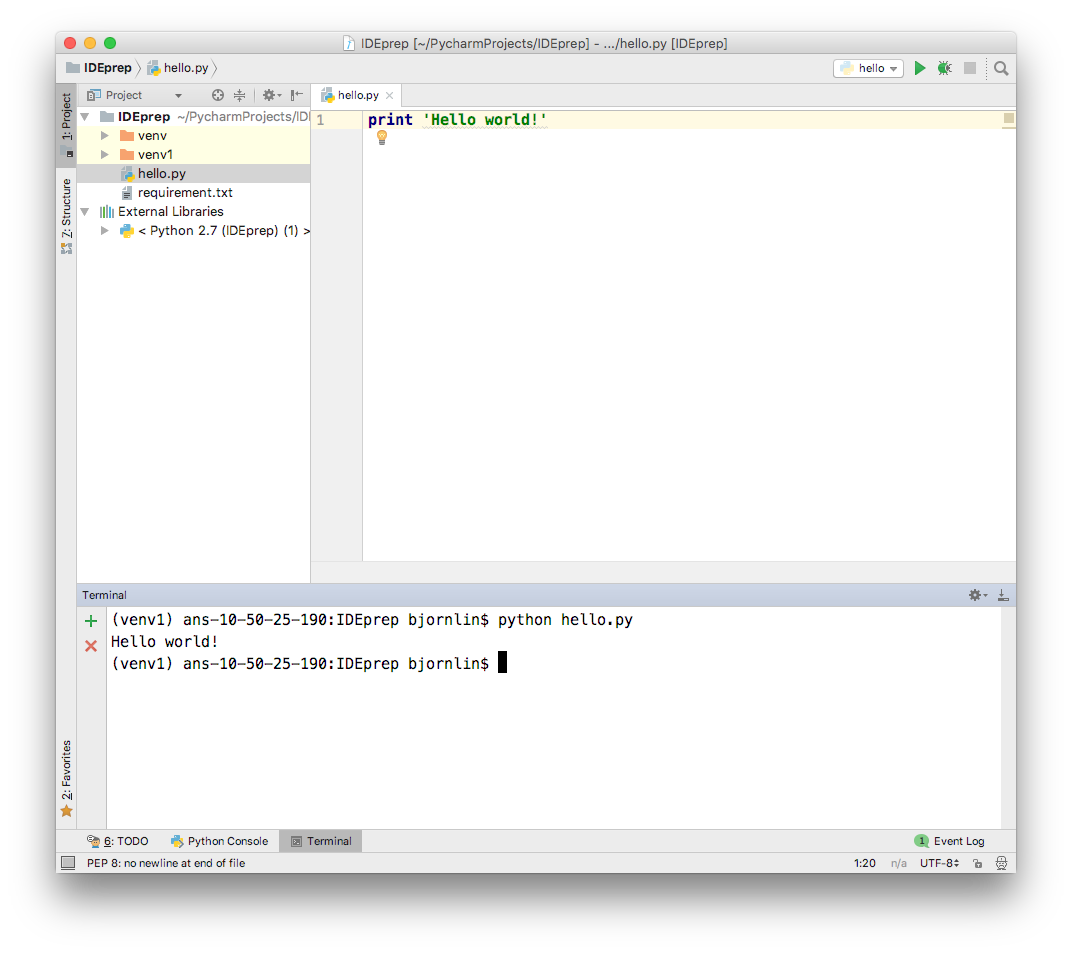 IDEprep [~/PycharmProjects/IDEprep] - .../hello.py [IDEprep]
IDEprep hello.py hello
Project hello.py
1: Project
IDEprep ~/PycharmProjects/IDE
venv
venv1
hello.py
requirement.txt
External Libraries
< Python 2.7 (IDEprep) (1) >
7: Structure
1 print 'Hello world!'
Terminal
(venv1) ans-10-50-25-190:IDEprep bjornlin$ python hello.py
Hello world!
(venv1) ans-10-50-25-190:IDEprep bjornlin$
2: Favorites
6: TODO Python Console Terminal 1 Event Log
PEP 8: no newline at end of file 1:20 n/a UTF-8